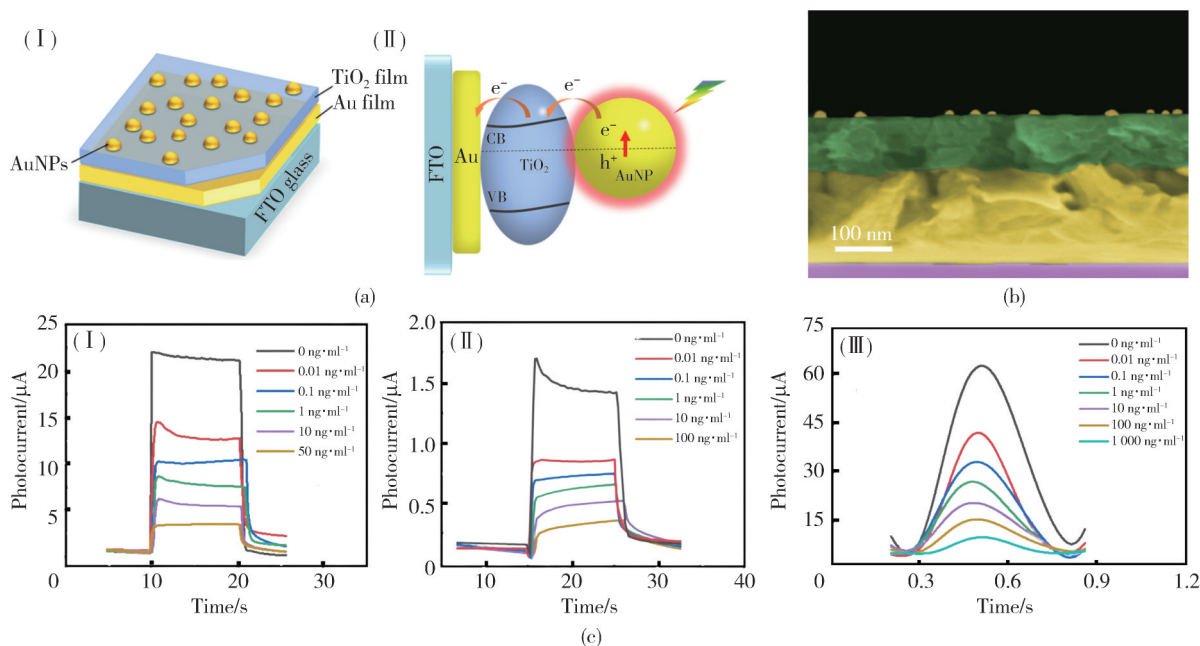 (Ⅰ)
TiO₂ film
Au film
AuNPs
FTO glass
(Ⅱ)
e⁻
e⁻
CB
e⁻
FTO
Au
TiO₂
h⁺
AuNP
VB
(a)
100 nm
(b)
(Ⅰ)
Photocurrent/μA
25
20
15
10
5
0
10
20
30
Time/s
0 ng·ml⁻¹
0.01 ng·ml⁻¹
0.1 ng·ml⁻¹
1 ng·ml⁻¹
10 ng·ml⁻¹
50 ng·ml⁻¹
(Ⅱ)
Photocurrent/μA
2.0
1.5
1.0
0.5
0
10
20
30
40
Time/s
0 ng·ml⁻¹
0.01 ng·ml⁻¹
0.1 ng·ml⁻¹
1 ng·ml⁻¹
10 ng·ml⁻¹
100 ng·ml⁻¹
(Ⅲ)
Photocurrent/μA
75
60
45
30
15
0
0.3
0.6
0.9
1.2
Time/s
0 ng·ml⁻¹
0.01 ng·ml⁻¹
0.1 ng·ml⁻¹
1 ng·ml⁻¹
10 ng·ml⁻¹
100 ng·ml⁻¹
1 000 ng·ml⁻¹
(c)